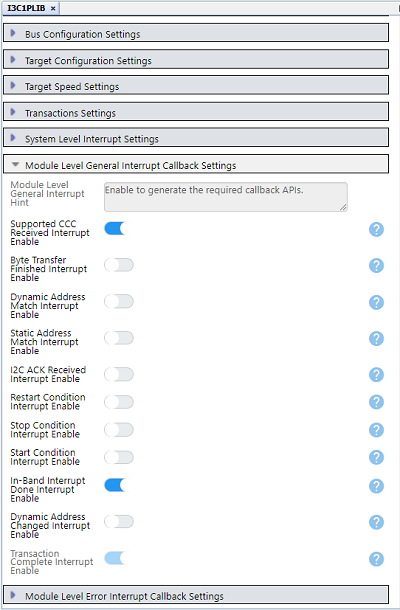 I3C1PLIB ×
Bus Configuration Settings
Target Configuration Settings
Target Speed Settings
Transactions Settings
System Level Interrupt Settings
Module Level General Interrupt Callback Settings
Module Level
General Interrupt
Hint
Enable to generate the required callback APIs.
Supported CCC
Received Interrupt
Enable
?
Byte Transfer
Finished Interrupt
Enable
?
Dynamic Address
Match Interrupt
Enable
?
Static Address
Match Interrupt
Enable
?
I2C ACK Received
Interrupt Enable
?
Restart Condition
Interrupt Enable
?
Stop Condition
Interrupt Enable
?
Start Condition
Interrupt Enable
?
In-Band Interrupt
Done Interrupt
Enable
?
Dynamic Address
Changed Interrupt
Enable
?
Transaction
Complete Interrupt
Enable
?
Module Level Error Interrupt Callback Settings